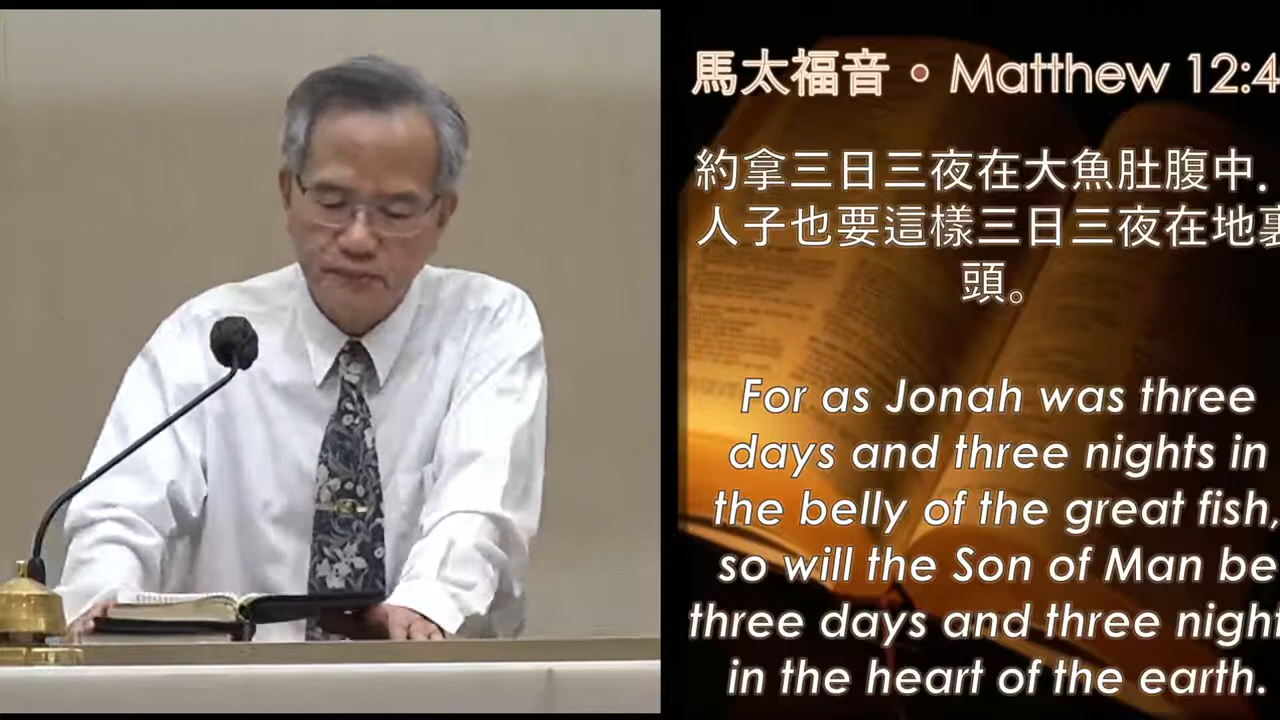 馬太福音 • Matthew 12:4
約拿三日三夜在大魚肚腹中.
人子也要這樣三日三夜在地裏
頭。
For as Jonah was three
days and three nights in
the belly of the great fish,
so will the Son of Man be
three days and three night
in the heart of the earth.